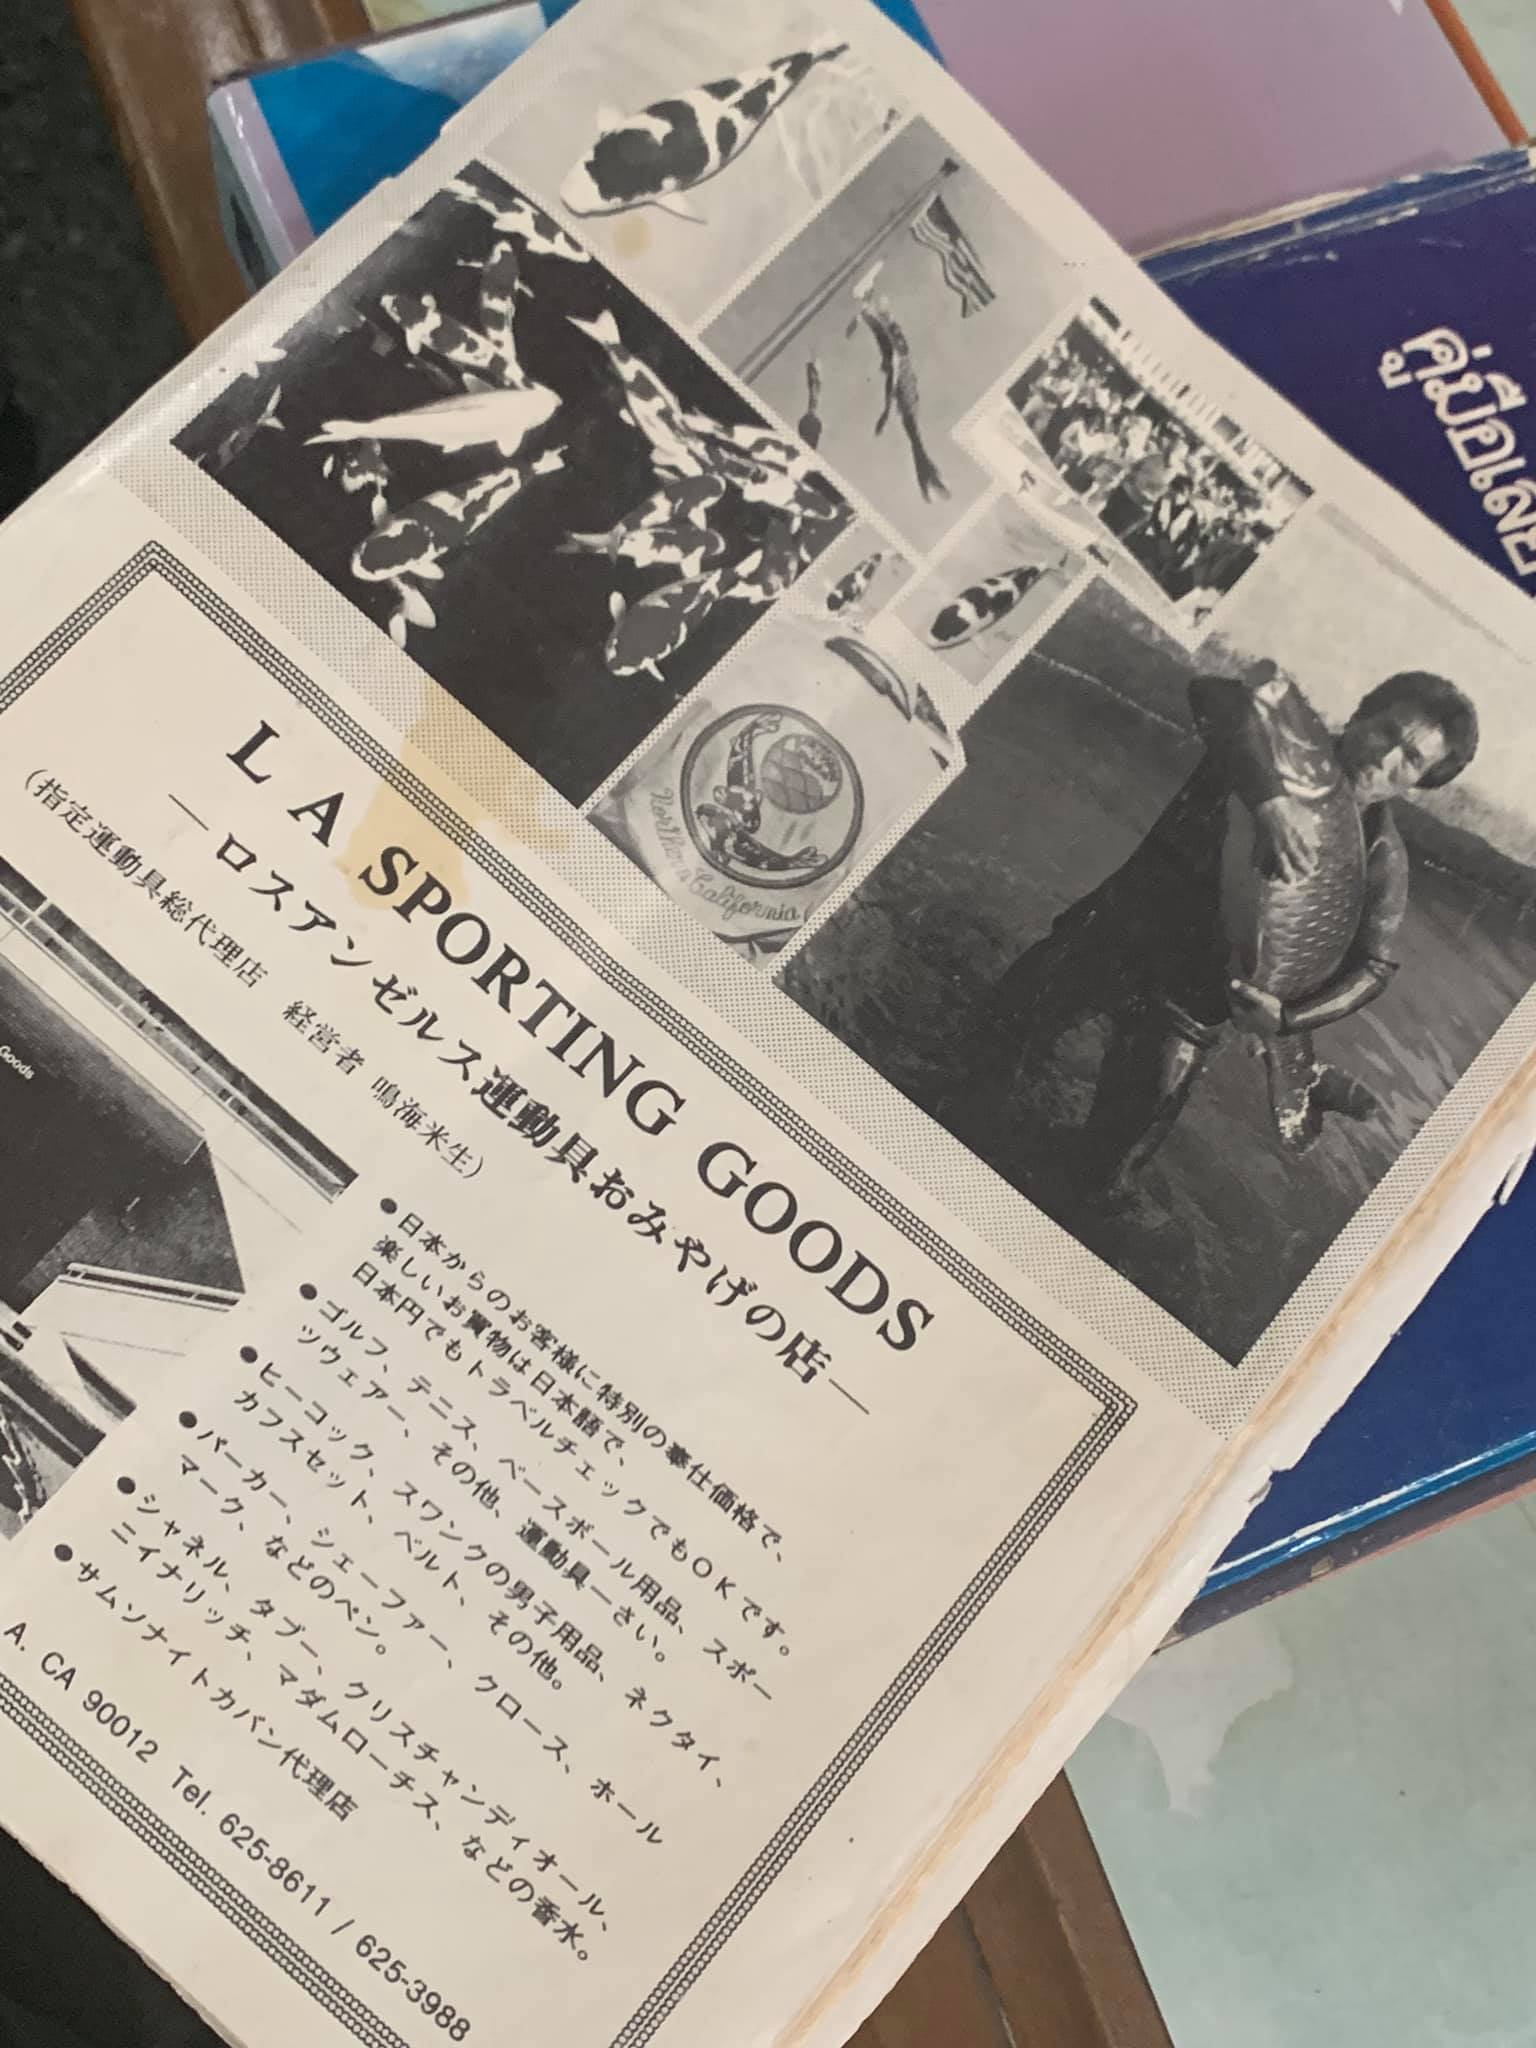 คู่มือเลี้ย
Northern California
L A SPORTING GOODS
―ロスアンゼルス運動具おみやげの店―
(指定運動具総代理店 経営者 鳴海米生)
Goods
●日本からのお客様に特別の奉仕価格で、
楽しいお買物は日本語で、
日本円でもトラベルチェックでもOKです。
●ゴルフ、テニス、ベースボール用品、スポー
ツウェアー、その他、運動具一さい。
●ヒーコック、スワンクの男子用品、ネクタイ、
カフスセット、ベルト、その他。
●パーカー、シェーファー、クロース、ホール
マーク、などのペン。
●シャネル、タブー、クリスチャンディオール、
ニイナリッチ、マダムローチス、などの香水。
●サムソナイトカバン代理店
A. CA 90012 Tel. 625-8611 / 625-3988